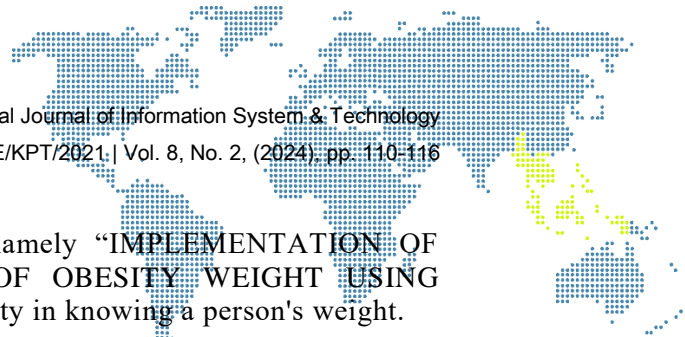 al Journal of Information System & Technology
E/KPT/2021 | Vol. 8, No. 2, (2024), pp. 110-116
namely “IMPLEMENTATION OF
OF OBESITY WEIGHT USING
ty in knowing a person's weight.